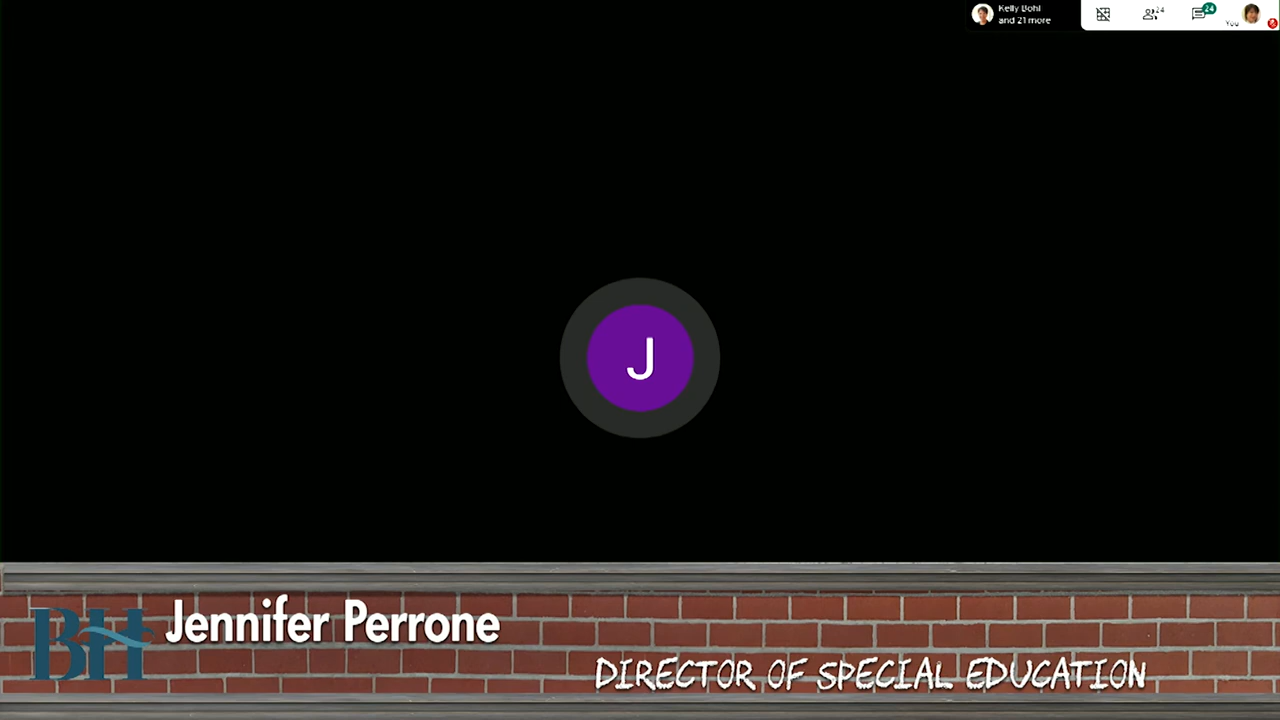 Kelly Bohl
and 21 more
24
24
You
J
BH
Jennifer Perrone
DIRECTOR OF SPECIAL EDUCATION